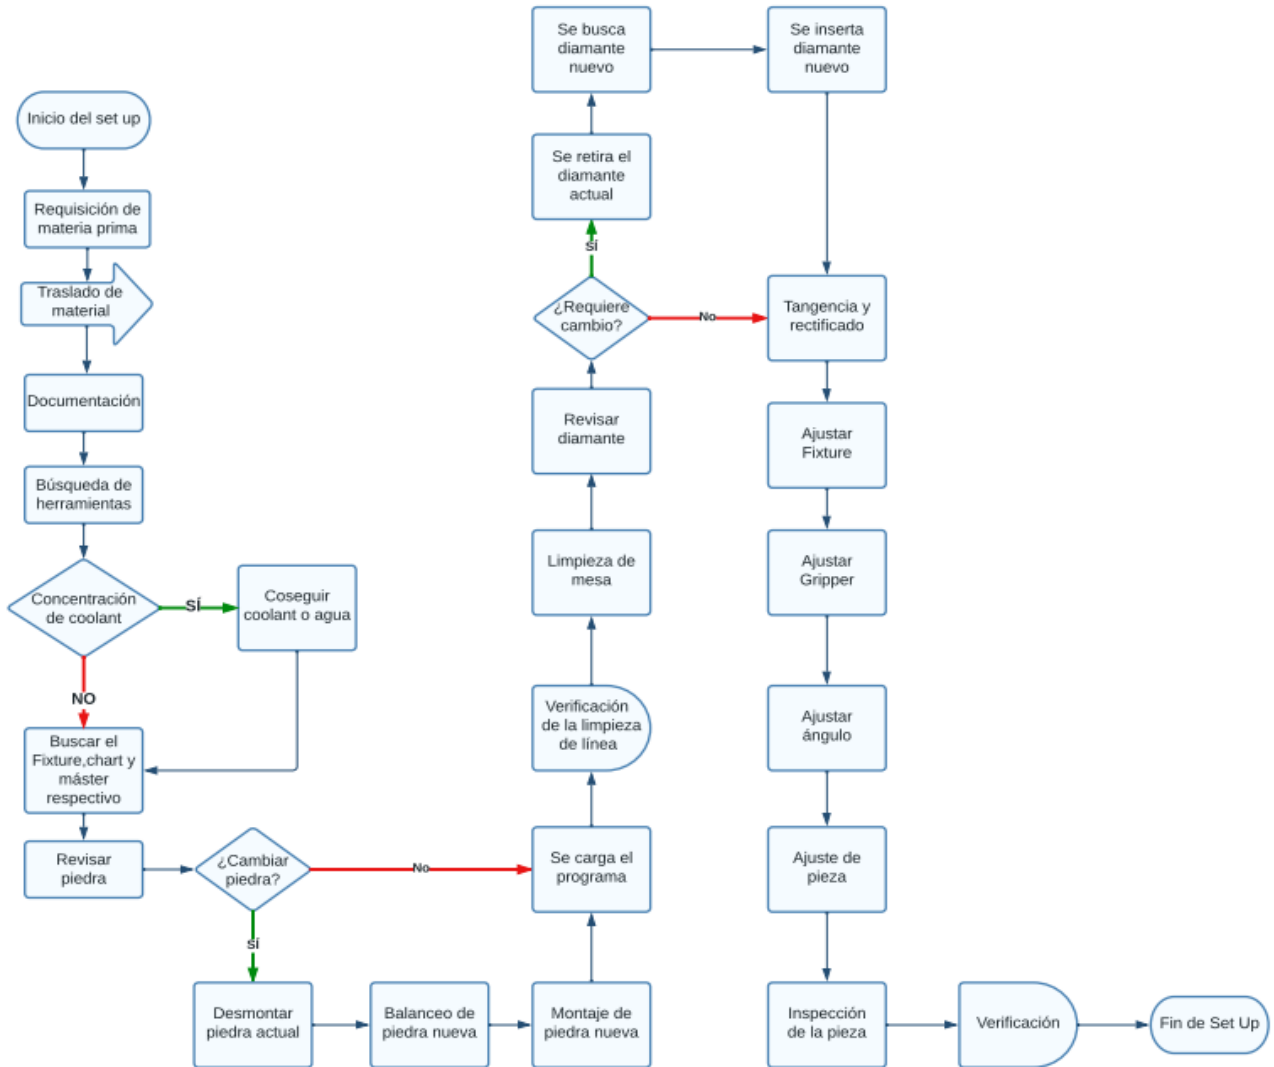 Inicio del set up
Requisición de
materia prima
Traslado de
material
Documentación
Búsqueda de
herramientas
Concentración
de coolant
SÍ
Coseguir
coolant o agua
NO
Buscar el
Fixture,chart y
máster
respectivo
Revisar
piedra
¿Cambiar
piedra?
No
SÍ
Desmontar
piedra actual
Balanceo de
piedra nueva
Montaje de
piedra nueva
Se carga el
programa
Verificación
de la limpieza
de línea
Limpieza de
mesa
Revisar
diamante
¿Requiere
cambio?
SÍ
No
Se retira el
diamante
actual
Se busca
diamante
nuevo
Se inserta
diamante
nuevo
Tangencia y
rectificado
Ajustar
Fixture
Ajustar
Gripper
Ajustar
ángulo
Ajuste de
pieza
Inspección
de la pieza
Verificación
Fin de Set Up